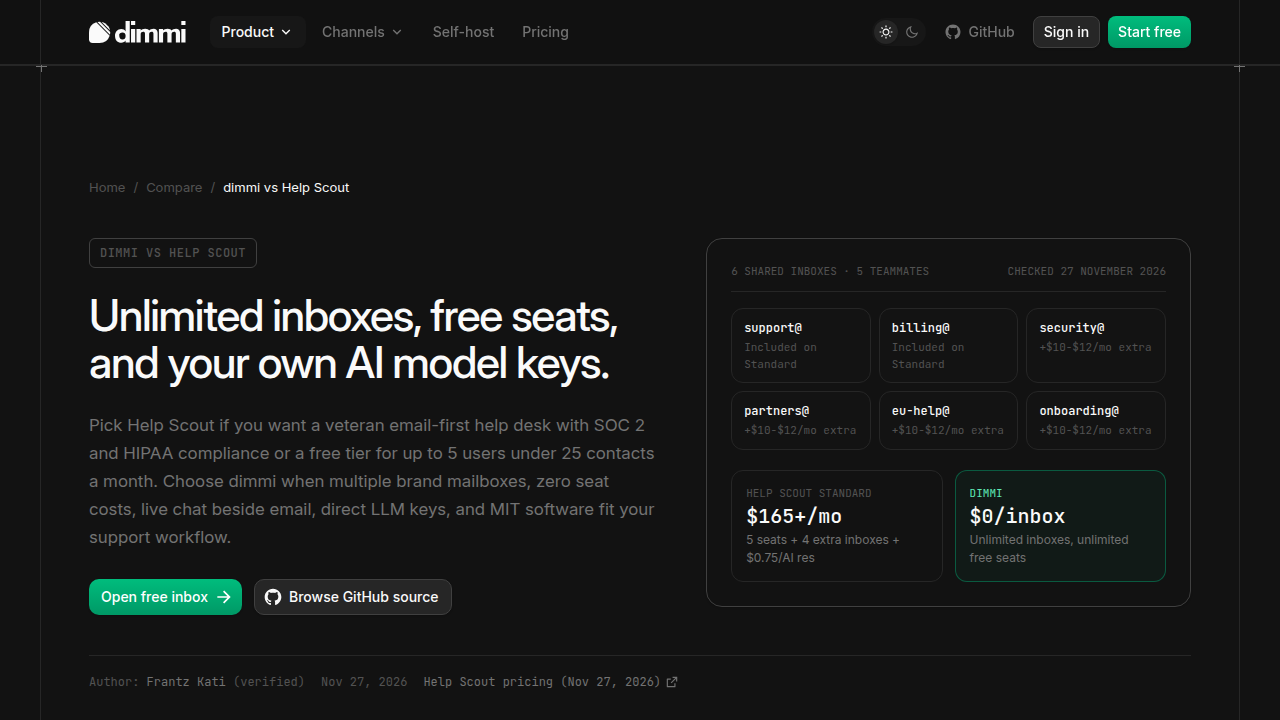 dimmi
Product
Channels
Self-host
Pricing
GitHub
Sign in
Start free
Home / Compare / dimmi vs Help Scout
DIMMI VS HELP SCOUT
Unlimited inboxes, free seats,
and your own AI model keys.
Pick Help Scout if you want a veteran email-first help desk with SOC 2
and HIPAA compliance or a free tier for up to 5 users under 25 contacts
a month. Choose dimmi when multiple brand mailboxes, zero seat
costs, live chat beside email, direct LLM keys, and MIT software fit your
support workflow.
Open free inbox
Browse GitHub source
6 SHARED INBOXES · 5 TEAMMATES
CHECKED 27 NOVEMBER 2026
support@
Included on
Standard
billing@
Included on
Standard
security@
+$10-$12/mo extra
partners@
+$10-$12/mo extra
eu-help@
+$10-$12/mo extra
onboarding@
+$10-$12/mo extra
HELP SCOUT STANDARD
$165+/mo
5 seats + 4 extra inboxes +
$0.75/AI res
DIMMI
$0/inbox
Unlimited inboxes, unlimited
free seats
Author: Frantz Kati (verified) Nov 27, 2026 Help Scout pricing (Nov 27, 2026)